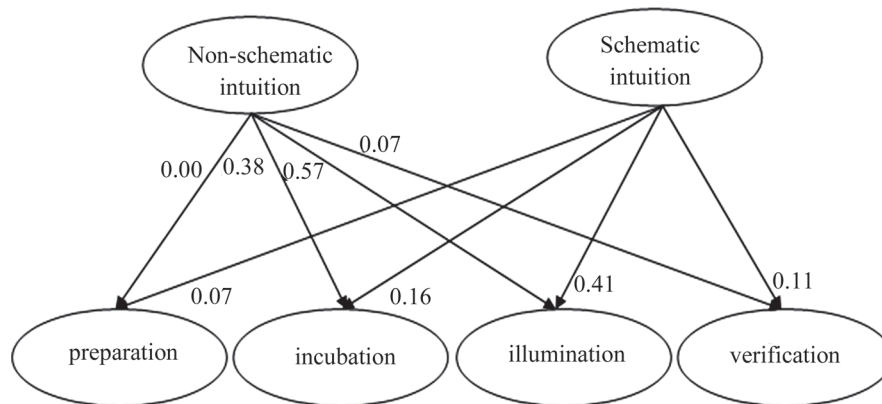 Non-schematic
intuition
Schematic
intuition
0.00
0.38
0.57
0.07
0.07
0.16
0.41
0.11
preparation
incubation
illumination
verification